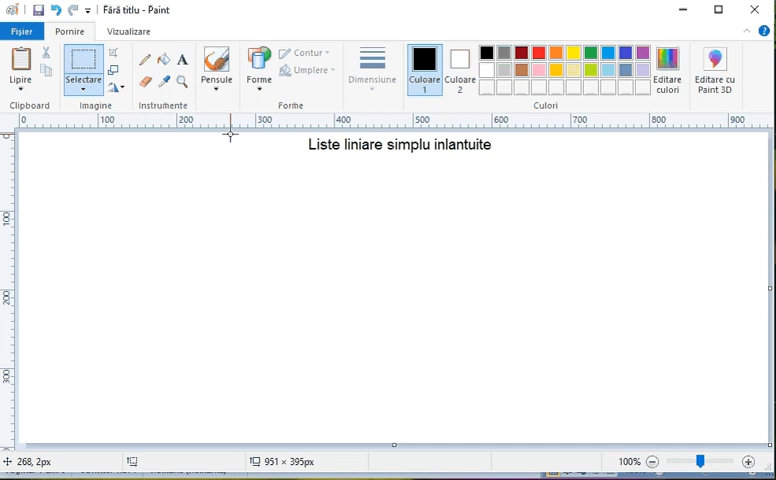 Fără titlu - Paint
Fișier
Pornire
Vizualizare
Lipire
Selectare
Pensule
Forme
Contur
Umplere
Dimensiune
Culoare
1
Culoare
2
Editare
culori
Editare cu
Paint 3D
Clipboard
Imagine
Instrumente
Forme
Culori
0 100 200 300 400 500 600 700 800 900
0
100
200
300
Liste liniare simplu inlantuite
268, 2px
951 × 395px
100%